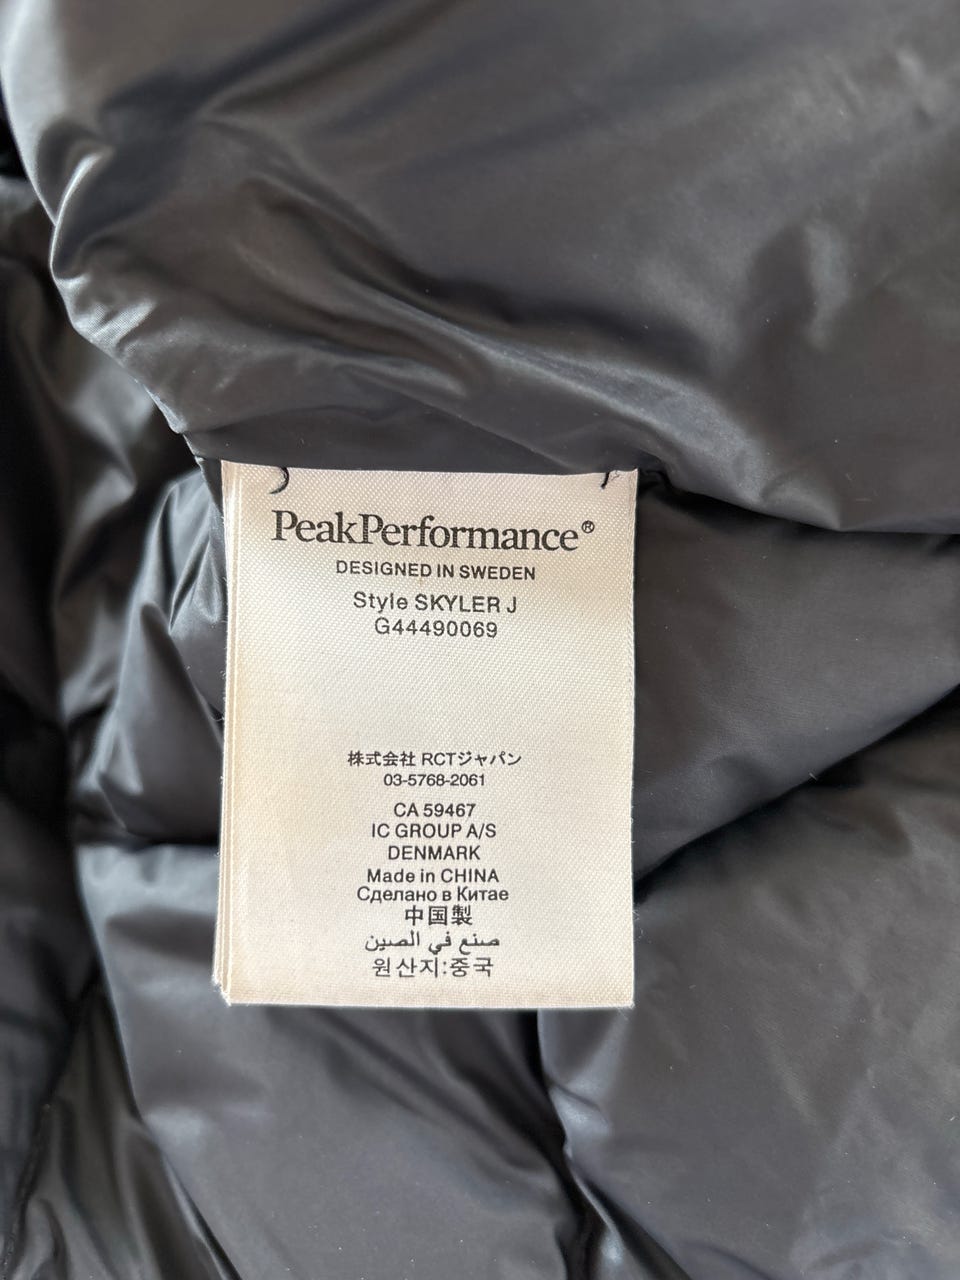 PeakPerformance®
DESIGNED IN SWEDEN
Style SKYLER J
G44490069
株式会社 RCTジャパン
03-5768-2061
CA 59467
IC GROUP A/S
DENMARK
Made in CHINA
Сделано в Китае
中国製
صنع في الصين
원산지:중국